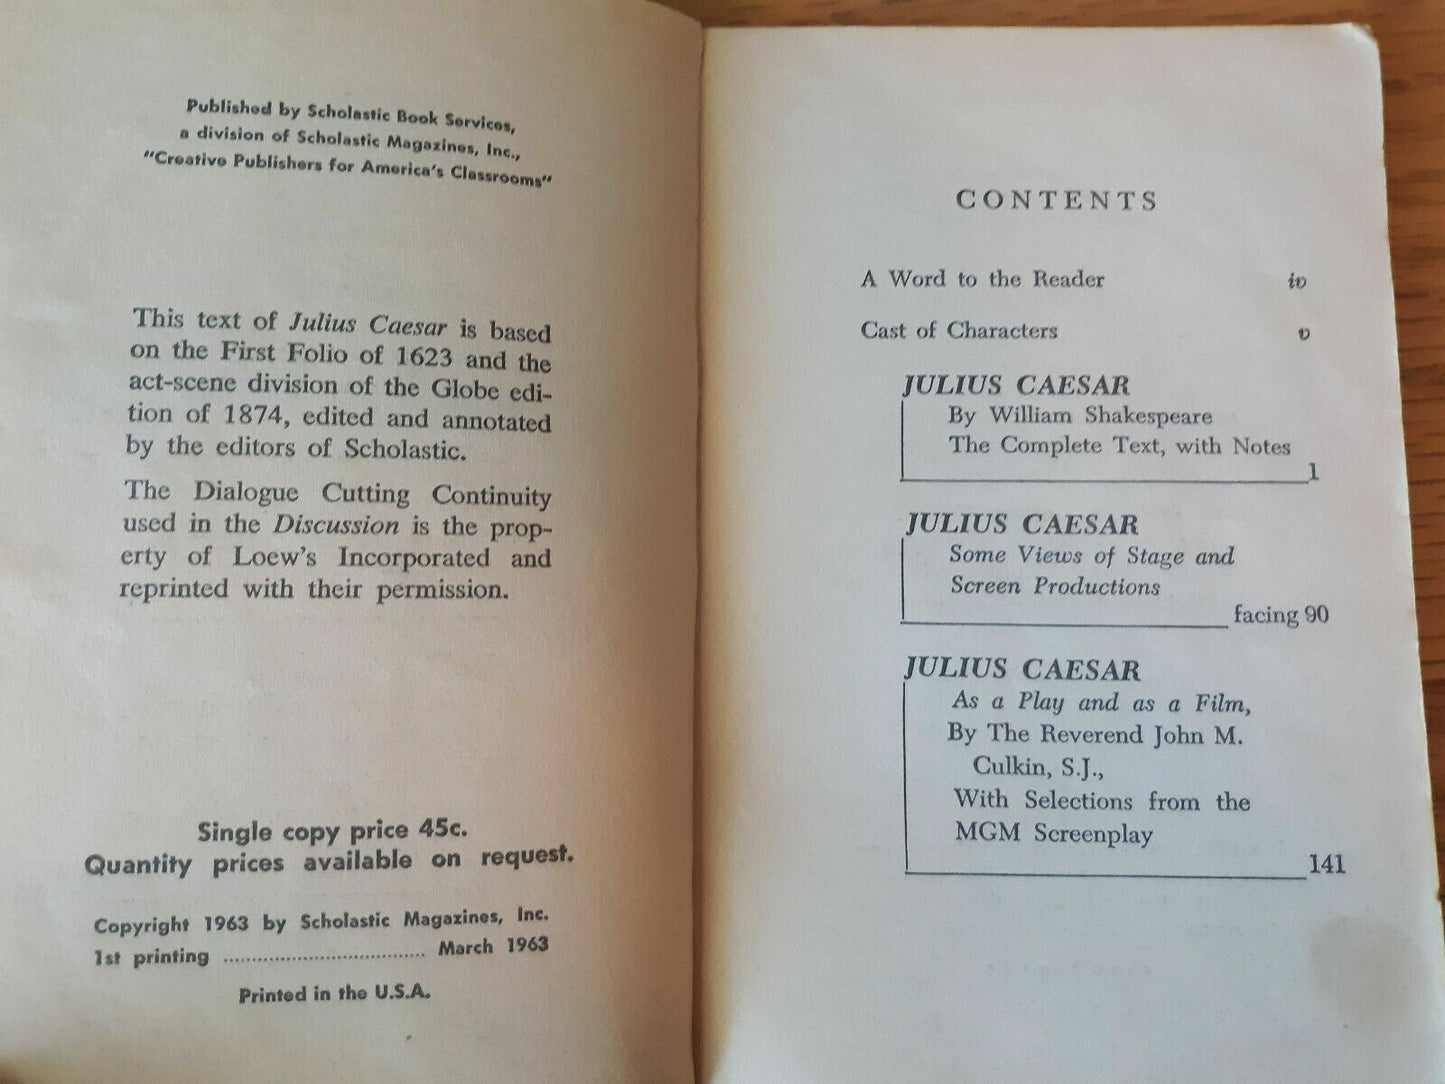 Published by Scholastic Book Services,
a division of Scholastic Magazines, Inc.,
"Creative Publishers for America's Classrooms"
This text of Julius Caesar is based
on the First Folio of 1623 and the
act-scene division of the Globe edi-
tion of 1874, edited and annotated
by the editors of Scholastic.
The Dialogue Cutting Continuity
used in the Discussion is the prop-
erty of Loew's Incorporated and
reprinted with their permission.
Single copy price 45c.
Quantity prices available on request.
Copyright 1963 by Scholastic Magazines, Inc.
1st printing .................................. March 1963
Printed in the U.S.A.
CONTENTS
A Word to the Reader iv
Cast of Characters v
JULIUS CAESAR
By William Shakespeare
The Complete Text, with Notes
1
JULIUS CAESAR
Some Views of Stage and
Screen Productions
facing 90
JULIUS CAESAR
As a Play and as a Film,
By The Reverend John M.
Culkin, S.J.,
With Selections from the
MGM Screenplay
141